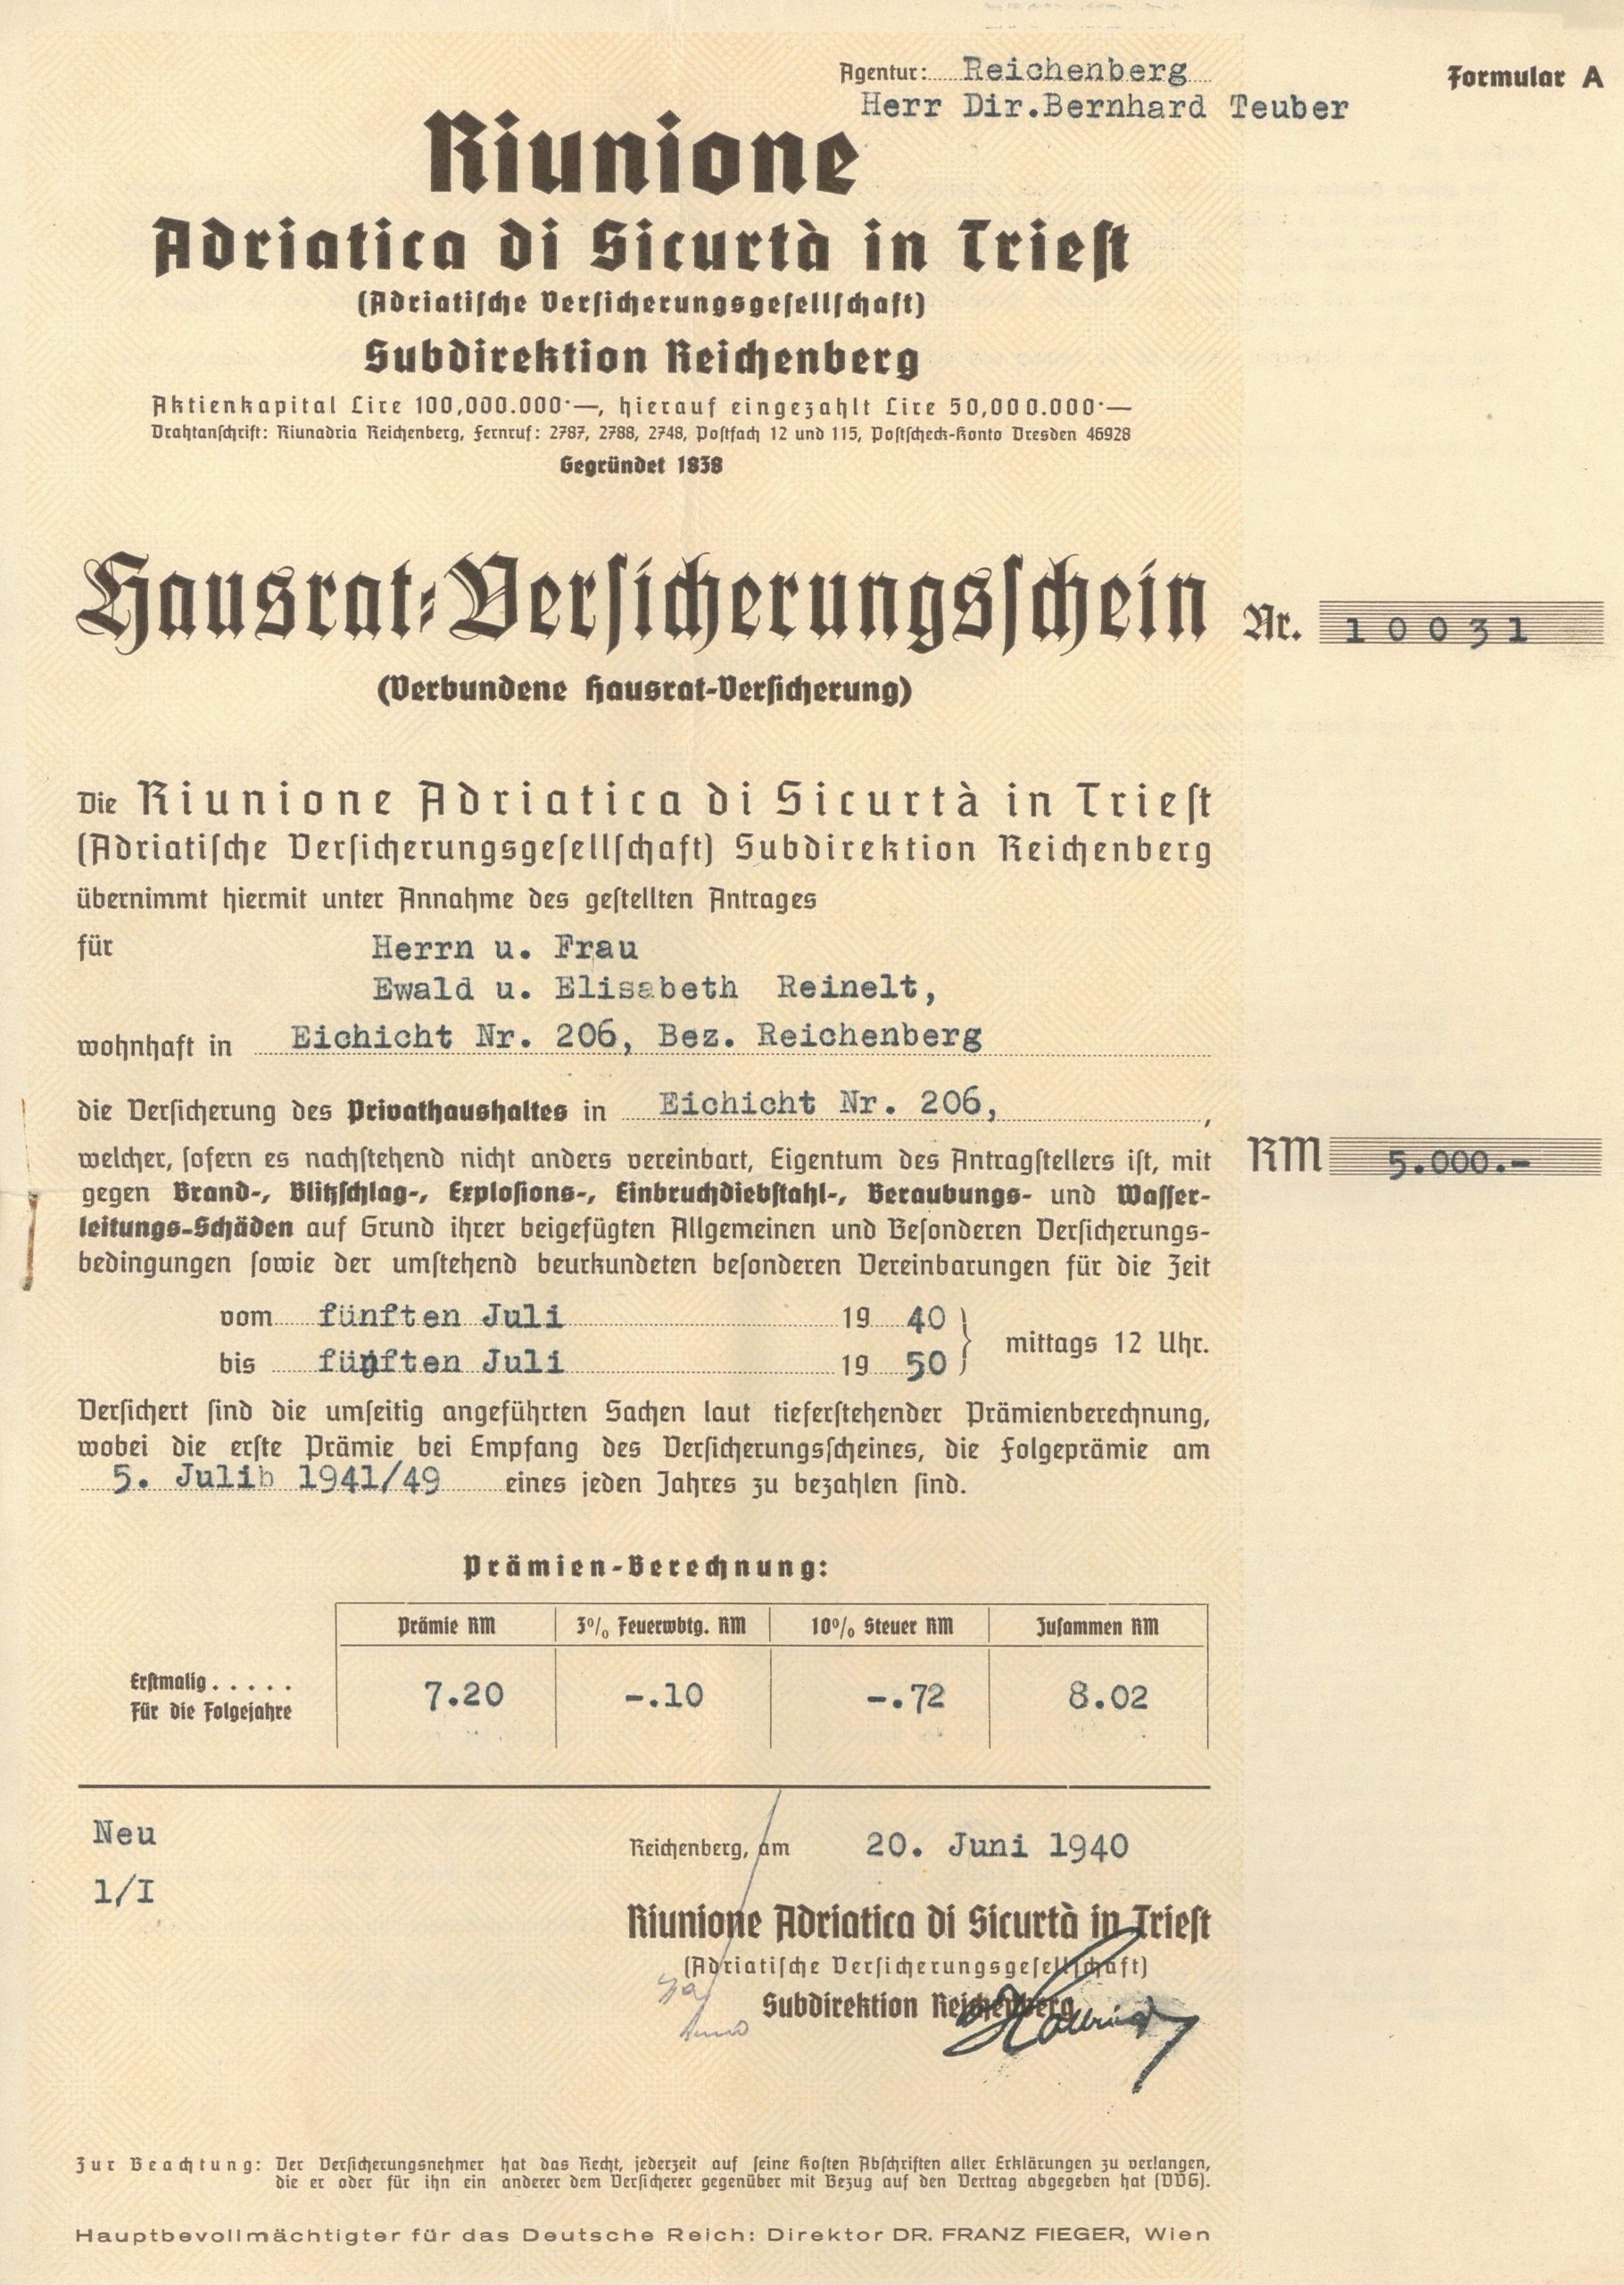 Agentur: Reichenberg
Formular A
Herr Dir.Bernhard Teuber
Riunione
Adriatica di Sicurtà in Triest
(Adriatische Versicherungsgesellschaft)
Subdirektion Reichenberg
Aktienkapital Lire 100,000.000·—, hierauf eingezahlt Lire 50,000.000·—
Drahtanschrift: Riunadria Reichenberg, Fernruf: 2787, 2788, 2748, Postfach 12 und 115, Postscheck-Konto Dresden 46928
Gegründet 1838
Hausrat-Versicherungsschein Nr. 10031
(Verbundene Hausrat-Versicherung)
Die Riunione Adriatica di Sicurtà in Triest
(Adriatische Versicherungsgesellschaft) Subdirektion Reichenberg
übernimmt hiermit unter Annahme des gestellten Antrages
für Herrn u. Frau
Ewald u. Elisabeth Reinelt,
wohnhaft in Eichicht Nr. 206, Bez. Reichenberg
die Versicherung des Privathaushaltes in Eichicht Nr. 206, ,
welcher, sofern es nachstehend nicht anders vereinbart, Eigentum des Antragstellers ist, mit RM 5.000.-
gegen Brand-, Blitzschlag-, Explosions-, Einbruchdiebstahl-, Beraubungs- und Wasser-
leitungs-Schäden auf Grund ihrer beigefügten Allgemeinen und Besonderen Versicherungs-
bedingungen sowie der umstehend beurkundeten besonderen Vereinbarungen für die Zeit
vom fünften Juli 19 40
mittags 12 Uhr.
bis fünften Juli 19 50
Versichert sind die umseitig angeführten Sachen laut tieferstehender Prämienberechnung,
wobei die erste Prämie bei Empfang des Versicherungsscheines, die Folgeprämie am
5. Julib 1941/49 eines jeden Jahres zu bezahlen sind.
Prämien-Berechnung:
Prämie RM 3% Feuerwbtg. RM 10% Steuer RM Zusammen RM
Erstmalig . . . . .
7.20 -.10 -.72 8.02
Für die Folgejahre
Neu
Reichenberg, am 20. Juni 1940
1/I
Riunione Adriatica di Sicurtà in Triest
(Adriatische Versicherungsgesellschaft)
Subdirektion Reichenberg
Zur Beachtung: Der Versicherungsnehmer hat das Recht, jederzeit auf seine Kosten Abschriften aller Erklärungen zu verlangen,
die er oder für ihn ein anderer dem Versicherer gegenüber mit Bezug auf den Vertrag abgegeben hat (VVG).
Hauptbevollmächtigter für das Deutsche Reich: Direktor DR. FRANZ FIEGER, Wien